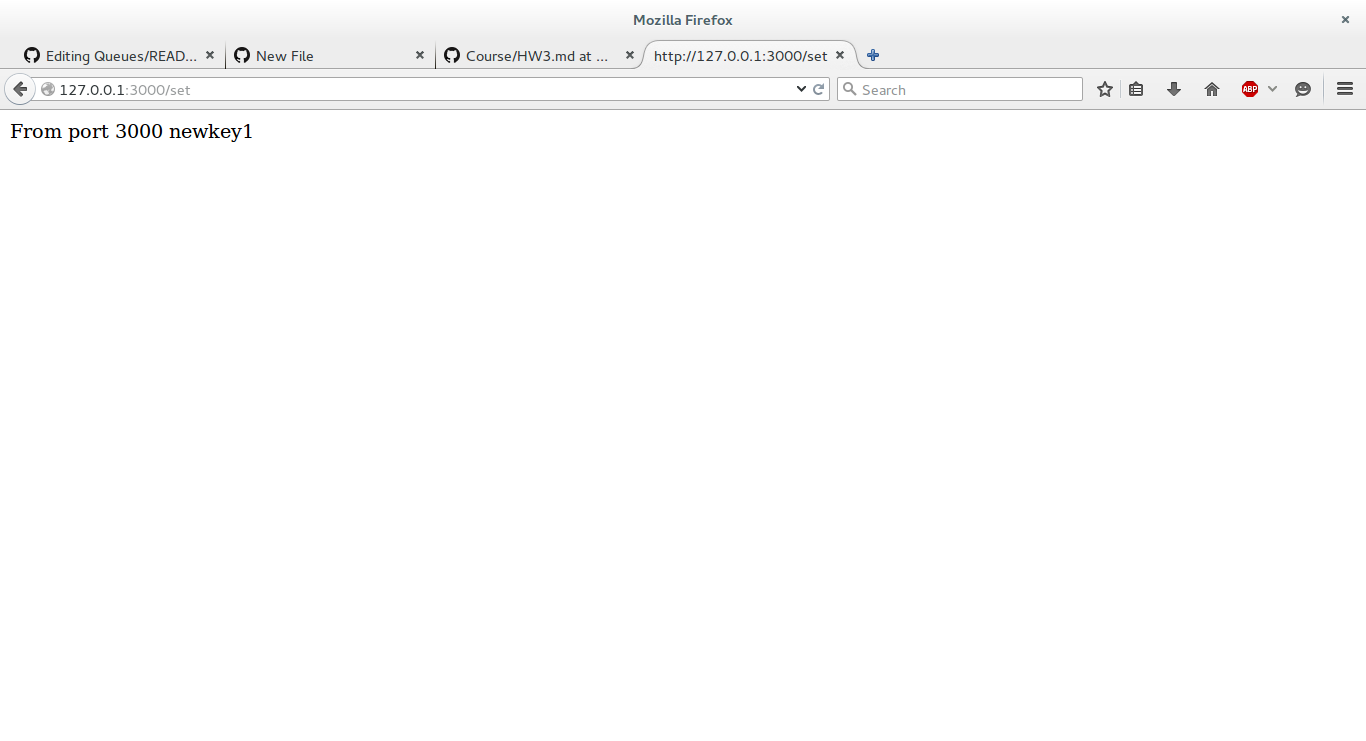 Mozilla Firefox
Editing Queues/READ...
New File
Course/HW3.md at ...
http://127.0.0.1:3000/set
127.0.0.1:3000/set
Search
ABP
From port 3000 newkey1